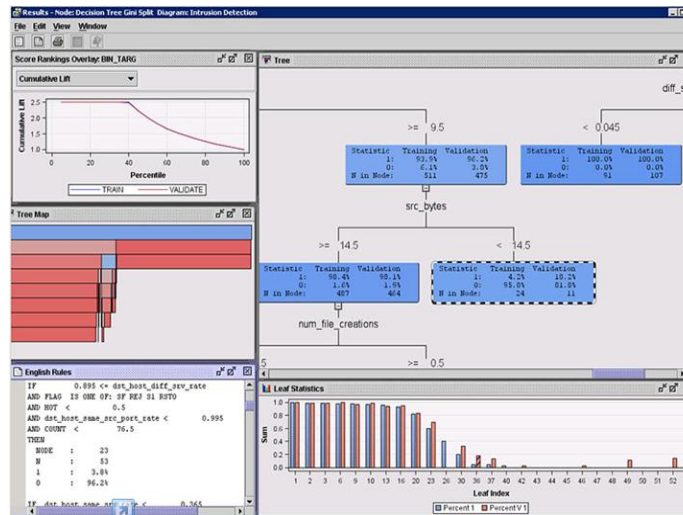 Results - Node: Decision Tree Gini Split  Diagram: Intrusion Detection
File Edit View Window
Score Rankings Overlay: BIN_TARG
Cumulative Lift
Cumulative Lift
2.5
2.0
1.5
1.0
0 20 40 60 80 100
Percentile
TRAIN VALIDATE
Tree Map
English Rules
IF 0.895 <= dst_host_diff_srv_rate
AND FLAG IS ONE OF: SF REJ S1 RSTO
AND HOT < 0.5
AND dst_host_same_src_port_rate < 0.995
AND COUNT < 76.5
THEN
NODE : 23
N : 53
1 : 3.8%
0 : 96.2%
Tree
diff_s
>= 9.5
< 0.045
Statistic Training Validation
1: 93.9% 96.2%
0: 6.1% 3.8%
N in Node: 511 475
Statistic Training Validation
1: 100.0% 100.0%
0: 0.0% 0.0%
N in Node: 91 107
src_bytes
>= 14.5
< 14.5
Statistic Training Validation
1: 98.4% 98.1%
0: 1.6% 1.9%
N in Node: 487 464
Statistic Training Validation
1: 4.2% 18.2%
0: 95.8% 81.8%
N in Node: 24 11
num_file_creations
>= 0.5
Leaf Statistics
Sum
1.0
0.8
0.6
0.4
0.2
0.0
1 2 3 6 9 10 13 16 20 23 26 30 36 37 40 42 46 49 52
Leaf Index
Percent 1 Percent V 1